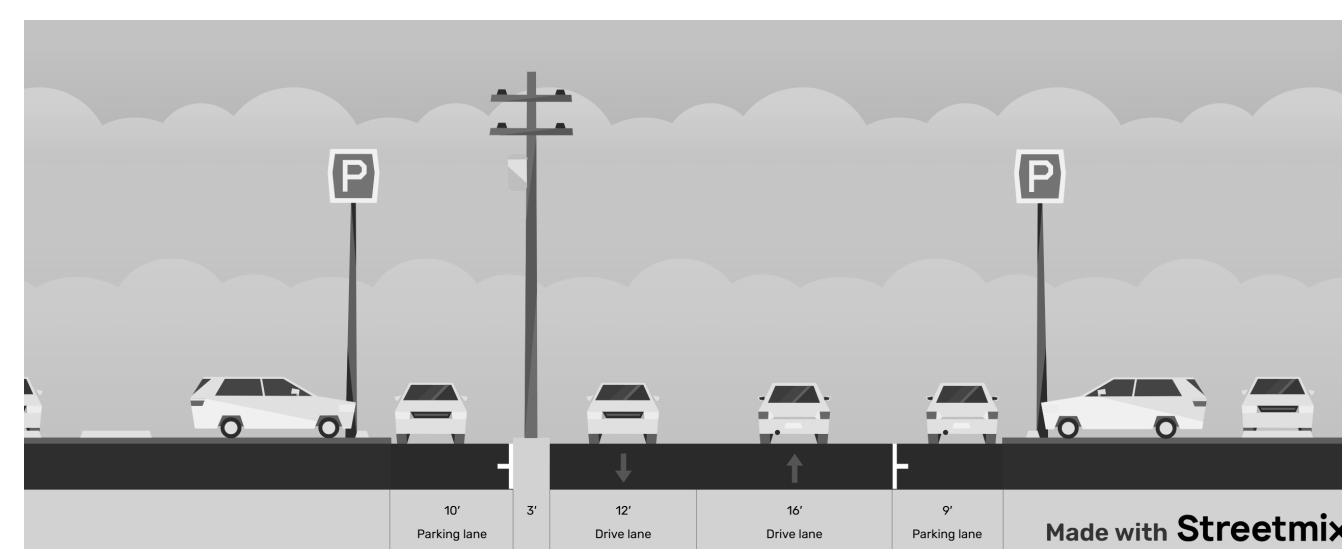 P
P
10′
3′
12′
16′
9′
Parking lane
Drive lane
Drive lane
Parking lane
Made with Streetmix